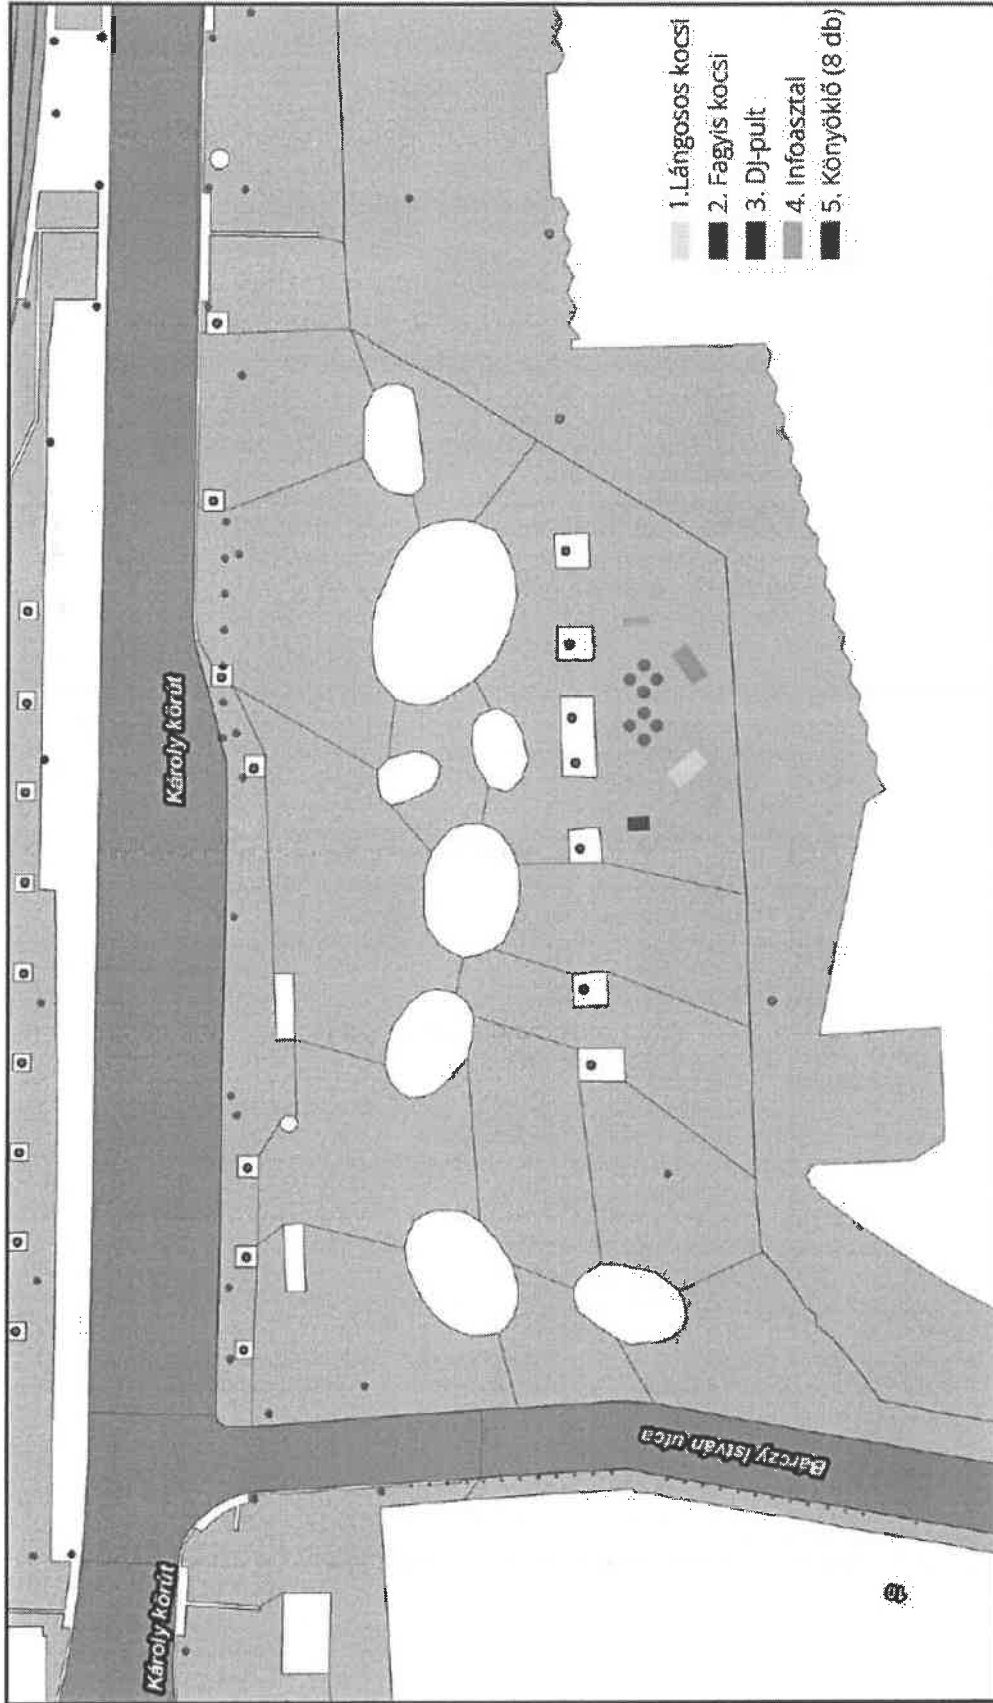 Károly körút
Károly körút
Barczy István utca
1.Lángosos kocsi
2. Fagyis kocsi
3. DJ-pult
4. Infoasztal
5. Könyöklő (8 db)